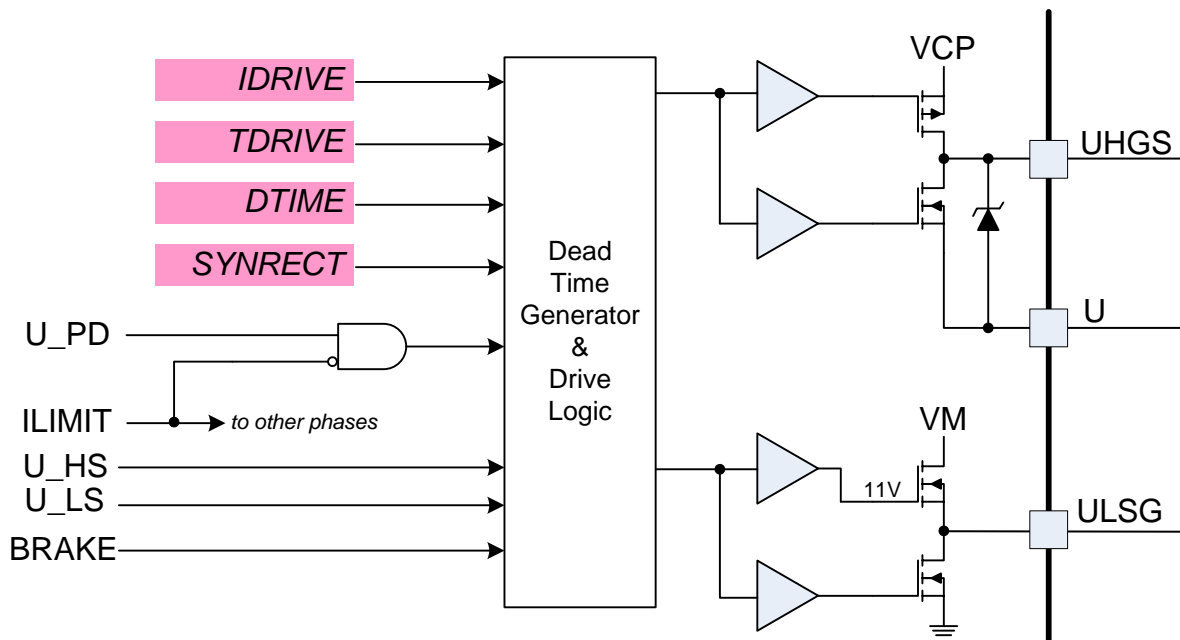 IDRIVE
TDRIVE
DTIME
SYNRECT
U_PD
ILIMIT
to other phases
U_HS
U_LS
BRAKE
Dead
Time
Generator
&
Drive
Logic
VCP
UHGS
U
VM
11V
ULSG